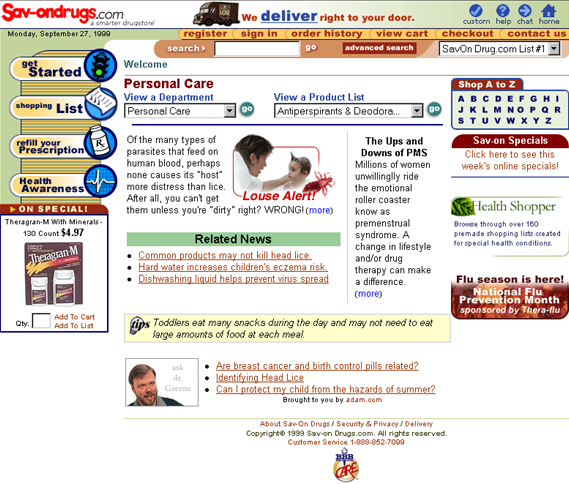 Sav-ondrugs.com
a smarter drugstore
We deliver right to your door.
custom help chat home
Monday, September 27, 1999
register sign in order history view cart checkout contact us
search go advanced search SavOn Drug.com List #1
get Started
shopping List
refill your Prescription
Health Awareness
ON SPECIAL!
Theragran-M With Minerals -
130 Count $4.97
Theragran-M
Qty: Add To Cart
Add To List
Welcome
Personal Care
View a Department
Personal Care go
View a Product List
Antiperspirants & Deodora... go
Of the many types of
parasites that feed on
human blood, perhaps
none causes its "host"
more distress than lice.
After all, you can't get
them unless you're "dirty" right? WRONG! (more)
Louse Alert!
Related News
Common products may not kill head lice.
Hard water increases children's eczema risk.
Dishwashing liquid helps prevent virus spread
The Ups and
Downs of PMS
Millions of women
unwillingly ride
the emotional
roller coaster
know as
premenstrual
syndrome. A
change in lifestyle
and/or drug
therapy can make
a difference.
(more)
tips
Toddlers eat many snacks during the day and may not need to eat
large amounts of food at each meal.
ask
dr.
Greene
Are breast cancer and birth control pills related?
Identifying Head Lice
Can I protect my child from the hazards of summer?
Brought to you by adam.com
Shop A to Z
A B C D E F G H I
J K L M N O P Q R
S T U V W X Y Z
Sav-on Specials
Click here to see this
week's online specials!
Health Shopper
Browse through over 160
premade shopping lists created
for special health conditions.
Flu season is here!
National Flu
Prevention Month
sponsored by Thera-flu
About Sav-On Drugs / Security & Privacy / Delivery
Copyright© 1999 Sav-on Drugs.com. All rights reserved.
Customer Service 1-888-852-7099
BBB
CARE